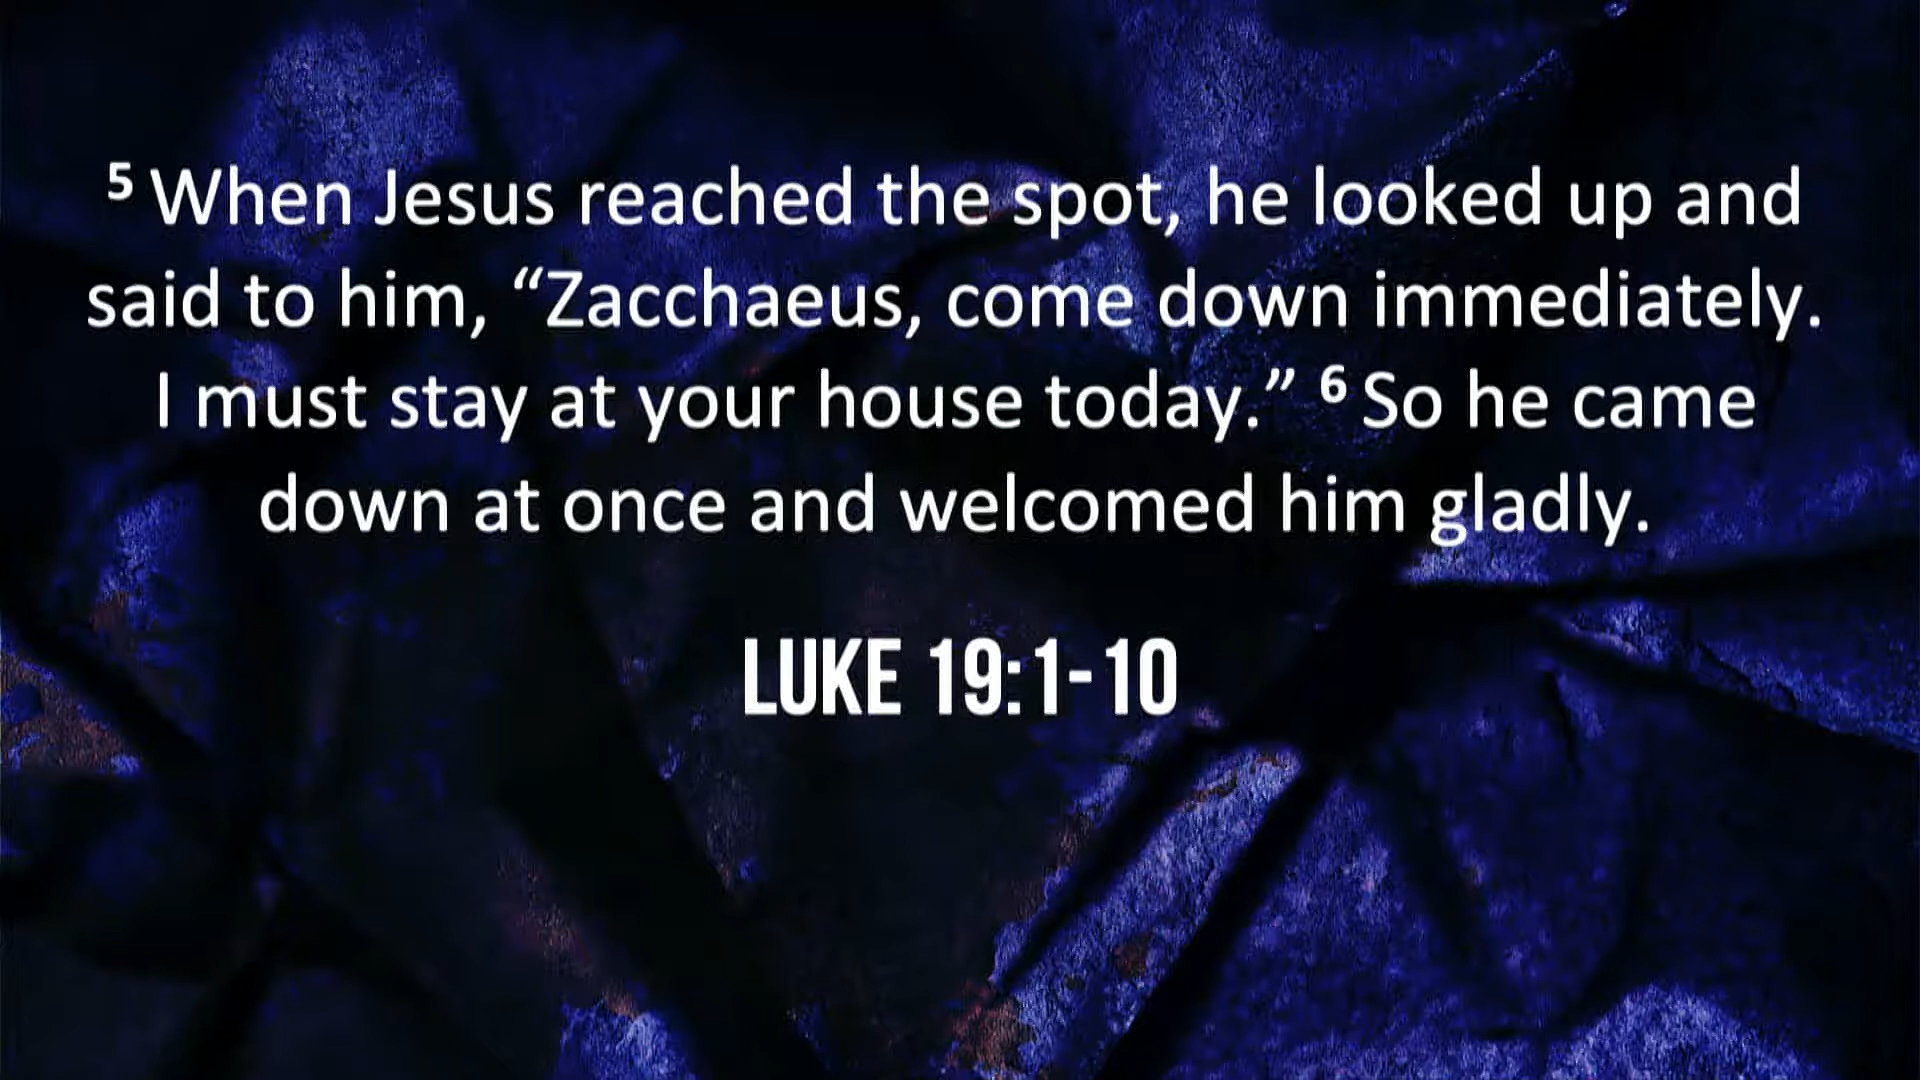 ⁵ When Jesus reached the spot, he looked up and
said to him, “Zacchaeus, come down immediately.
I must stay at your house today.” ⁶ So he came
down at once and welcomed him gladly.
LUKE 19:1-10